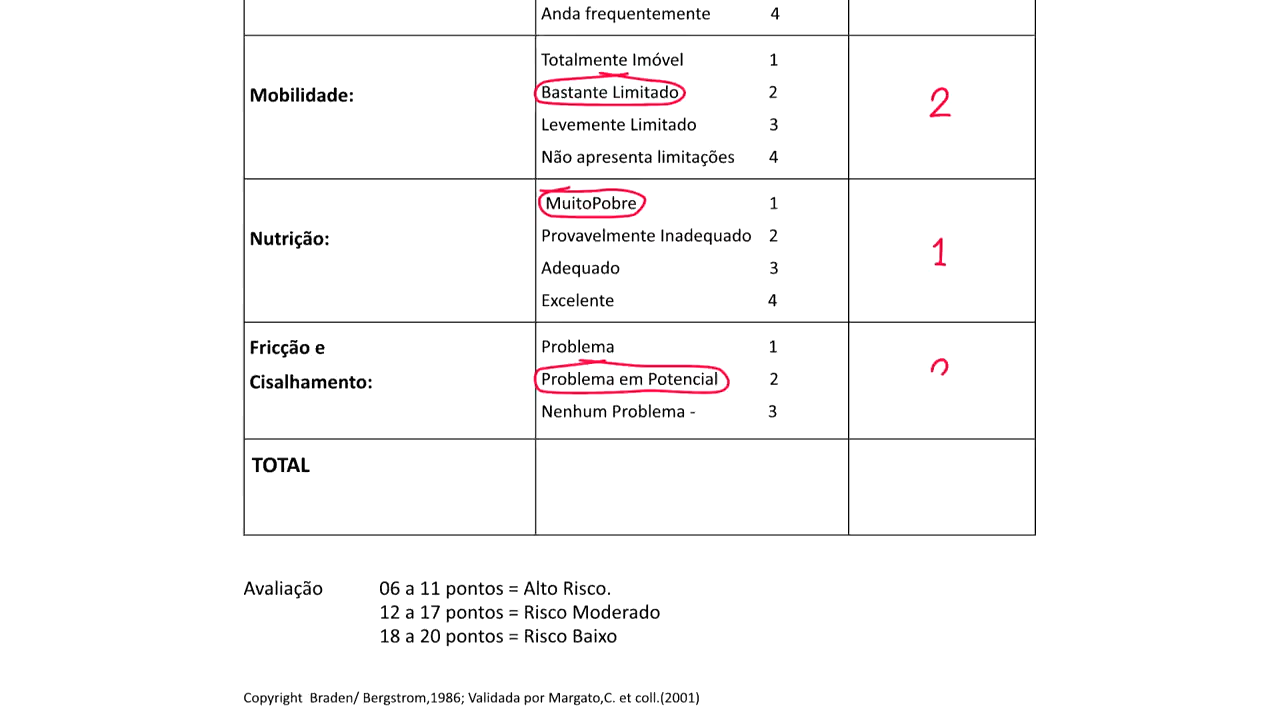 Anda frequentemente 4
Totalmente Imóvel 1
Mobilidade: Bastante Limitado 2 2
Levemente Limitado 3
Não apresenta limitações 4
MuitoPobre 1
Nutrição: Provavelmente Inadequado 2 1
Adequado 3
Excelente 4
Fricção e Problema 1
Cisalhamento: Problema em Potencial 2
Nenhum Problema - 3
TOTAL
Avaliação 06 a 11 pontos = Alto Risco.
12 a 17 pontos = Risco Moderado
18 a 20 pontos = Risco Baixo
Copyright Braden/ Bergstrom,1986; Validada por Margato,C. et coll.(2001)